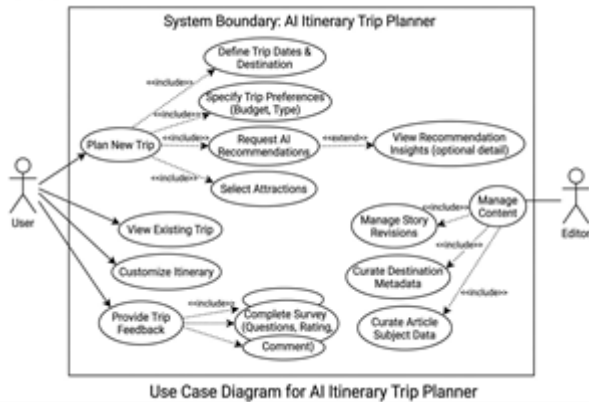 System Boundary: AI Itinerary Trip Planner
Define Trip Dates &
Destination
<<include>>
Specify Trip Preferences
(Budget, Type)
<<include>>
Plan New Trip
<<include>>
Request AI
Recommendations
<<extend>>
View Recommendation
Insights (optional detail)
<<include>>
Select Attractions
User
View Existing Trip
Customize Itinerary
Provide Trip
Feedback
<<include>>
Complete Survey
(Questions, Rating,
Comment)
Manage
Content
Editor
<<include>>
Manage Story
Revisions
<<include>>
Curate Destination
Metadata
<<include>>
Curate Article
Subject Data
Use Case Diagram for AI Itinerary Trip Planner